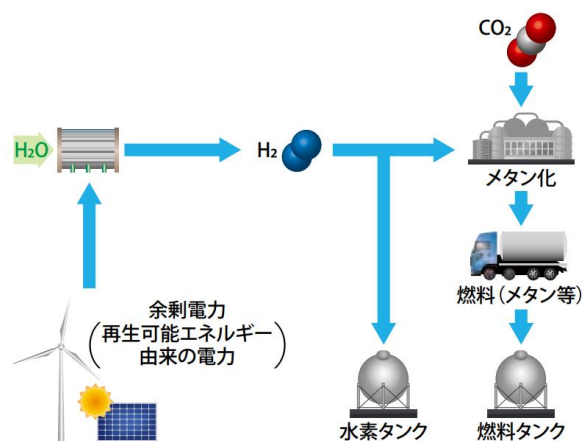 CO₂
H₂O
H₂
メタン化
燃料(メタン等)
余剰電力
(再生可能エネルギー
由来の電力)
水素タンク
燃料タンク